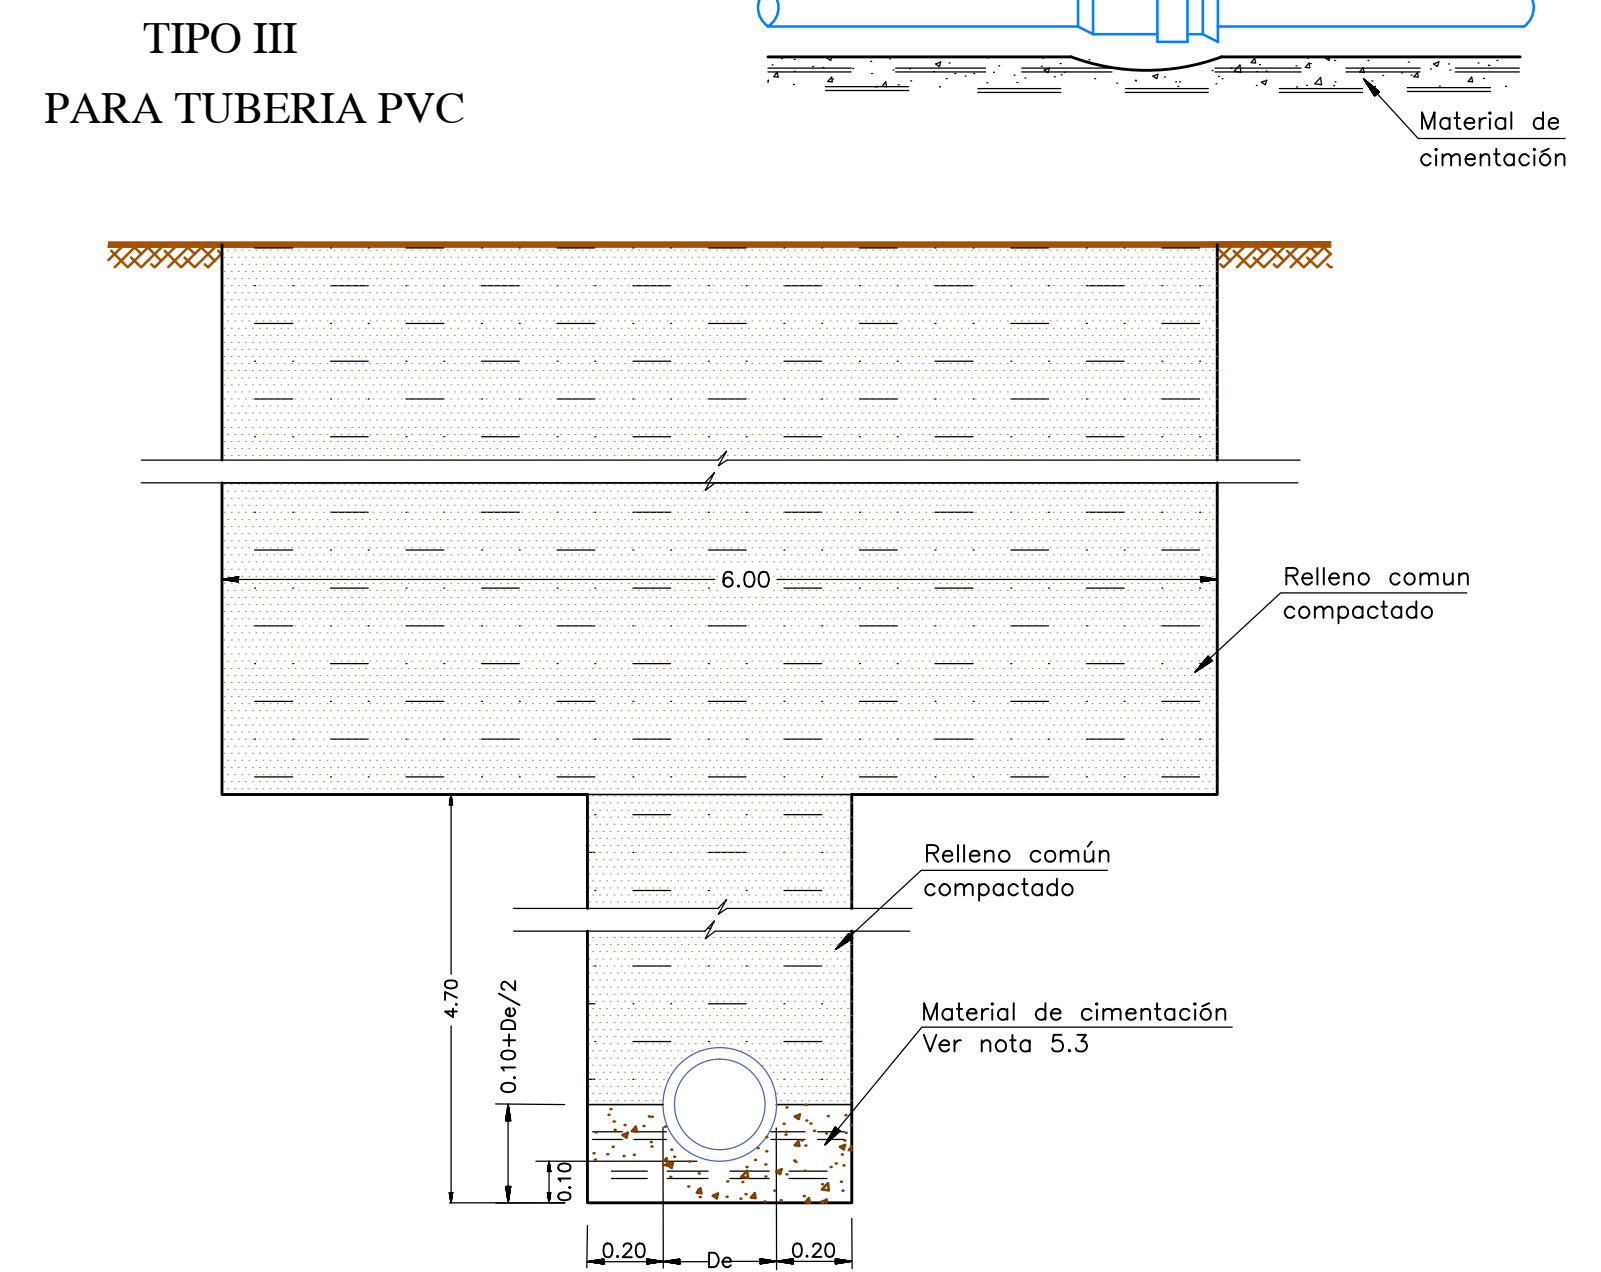 TIPO III
PARA TUBERIA PVC
Material de
cimentación
6.00
Relleno comun
compactado
Relleno común
compactado
4.70
0.10+De/2
Material de cimentación
Ver nota 5.3
0.10
0.20
De
0.20